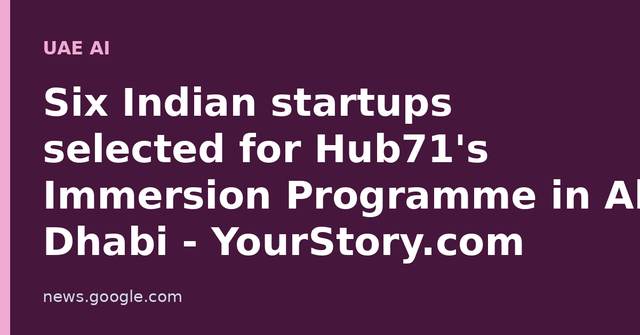 UAE AI
Six Indian startups
selected for Hub71's
Immersion Programme in
Dhabi - YourStory.com
news.google.com